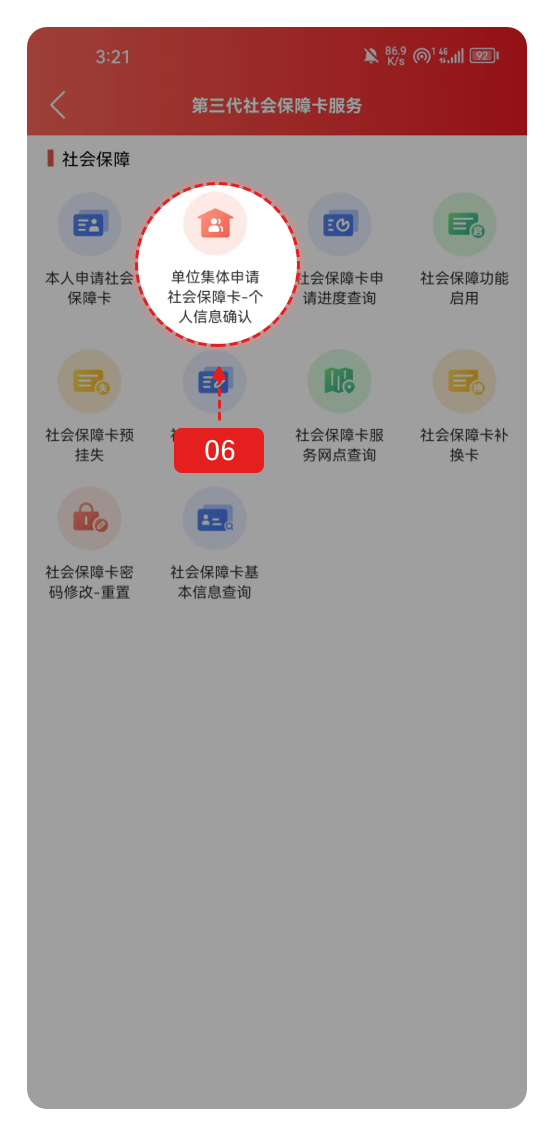 3:21
86.9
K/s
1 4G
92
第三代社会保障卡服务
社会保障
本人申请社会
保障卡
单位集体申请
社会保障卡-个
人信息确认
社会保障卡申
请进度查询
社会保障功能
启用
社会保障卡预
挂失
社会保障卡服
务网点查询
社会保障卡补
换卡
06
社会保障卡密
码修改-重置
社会保障卡基
本信息查询